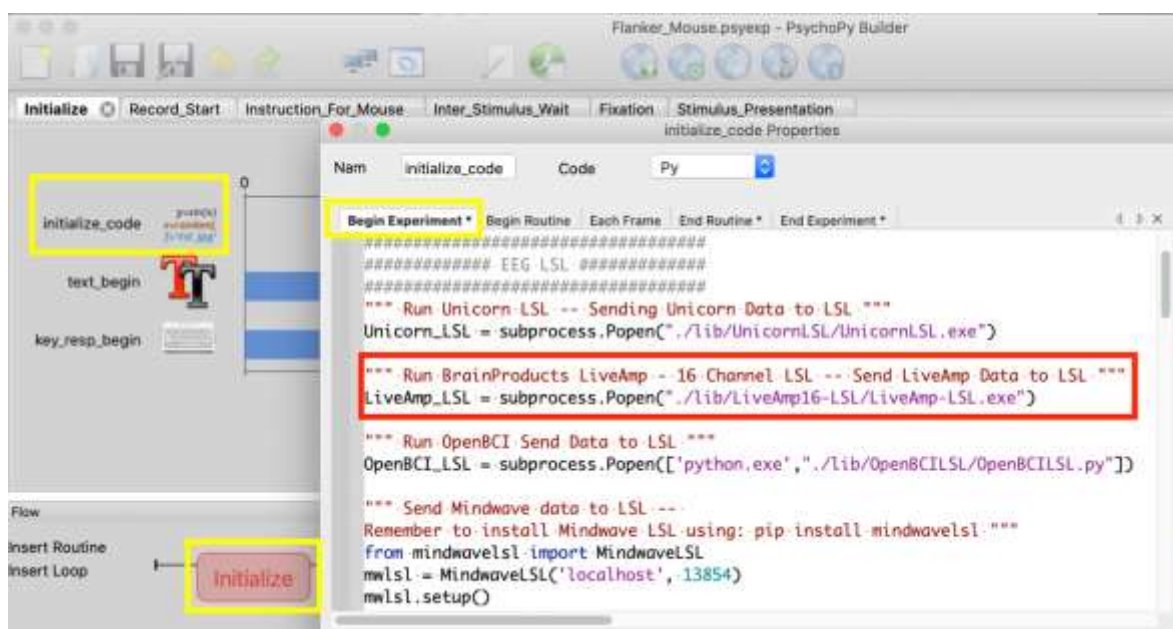 Flanker_Mouse.psyexp - PsychoPy Builder
Initialize Record_Start Instruction_For_Mouse Inter_Stimulus_Wait Fixation Stimulus_Presentation
initialize_code Properties
Nam initialize_code Code Py
0
initialize_code
Begin Experiment * Begin Routine Each Frame End Routine * End Experiment *
###################################
############# EEG LSL #############
###################################
text_begin
""" Run Unicorn LSL -- Sending Unicorn Data to LSL """
Unicorn_LSL = subprocess.Popen("./lib/UnicornLSL/UnicornLSL.exe")
key_resp_begin
""" Run BrainProducts LiveAmp - 16 Channel LSL -- Send LiveAmp Data to LSL """
LiveAmp_LSL = subprocess.Popen("./lib/LiveAmp16-LSL/LiveAmp-LSL.exe")
""" Run OpenBCI Send Data to LSL """
OpenBCI_LSL = subprocess.Popen(['python.exe',"./lib/OpenBCILSL/OpenBCILSL.py"])
""" Send Mindwave data to LSL --
Remember to install Mindwave LSL using: pip install mindwavelsl """
from mindwavelsl import MindwaveLSL
mwlsl = MindwaveLSL('localhost', 13854)
mwlsl.setup()
Flow
Insert Routine
Insert Loop
Initialize